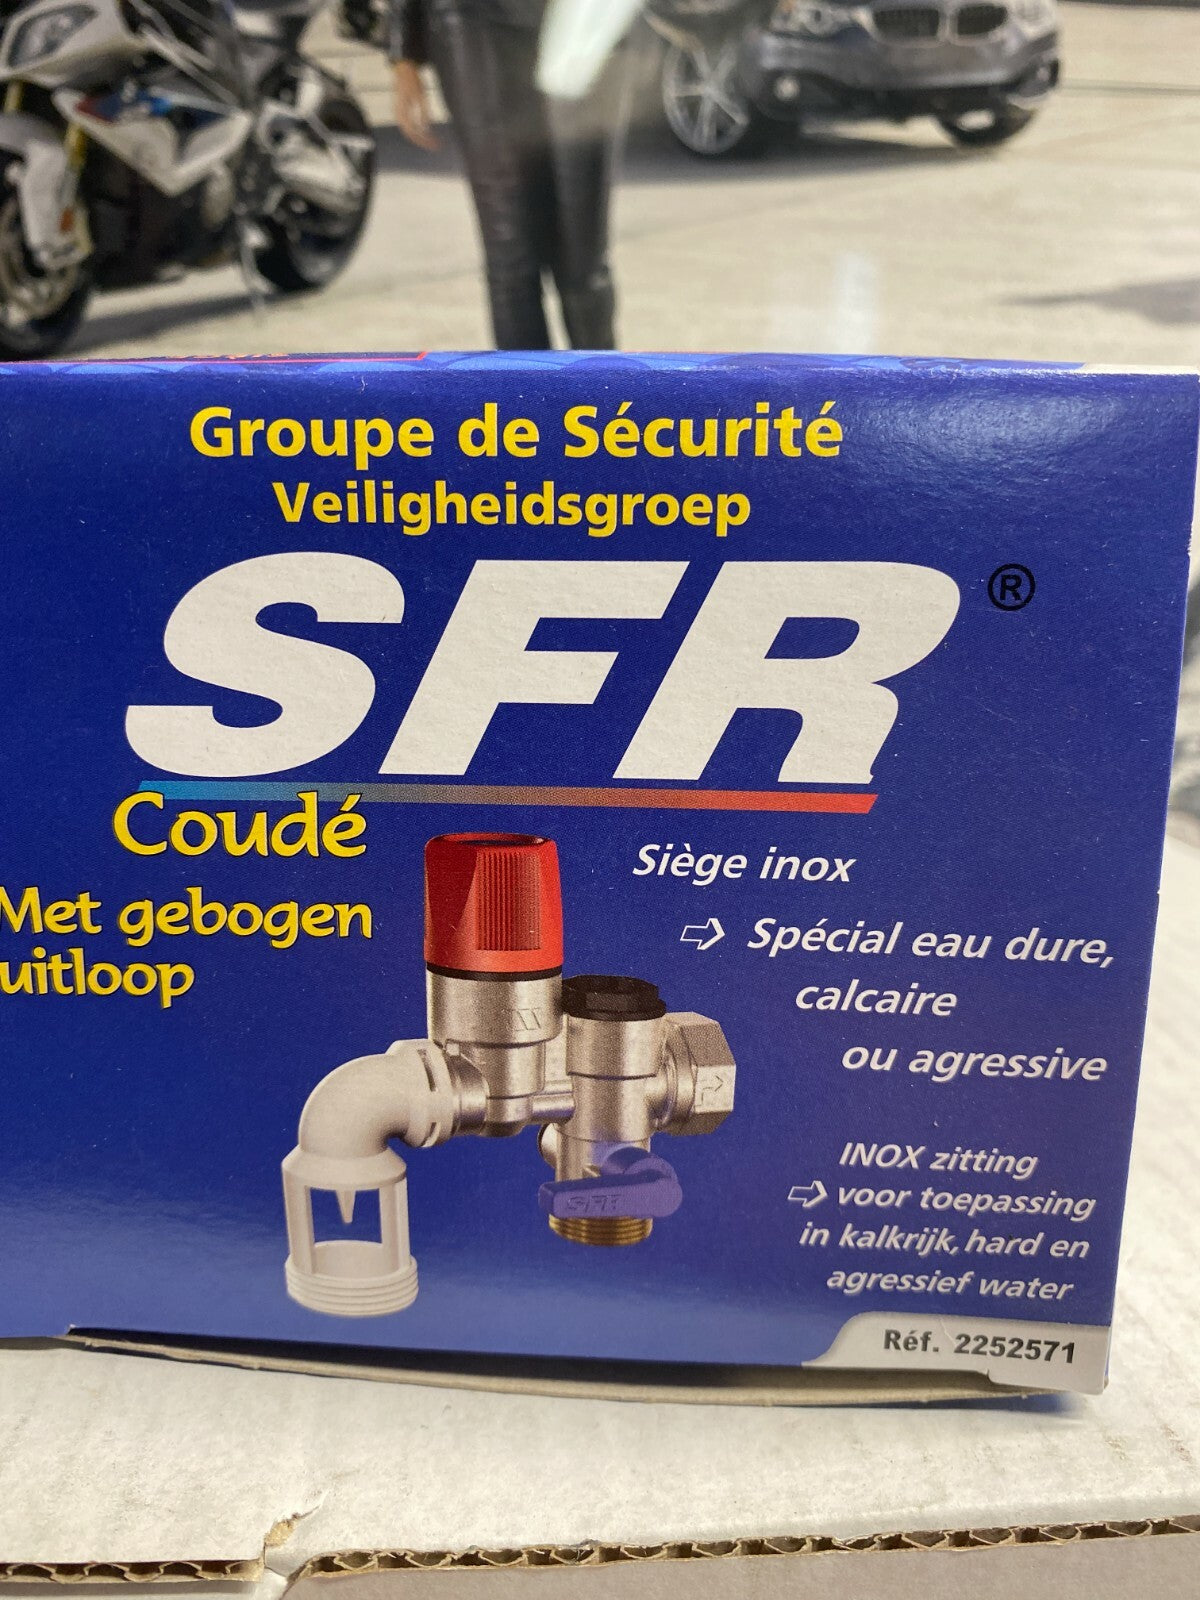 Groupe de Sécurité
Veiligheidsgroep
SFR®
Coudé
Met gebogen
uitloop
Siège inox
⇨ Spécial eau dure,
calcaire
ou agressive
INOX zitting
⇨ voor toepassing
in kalkrijk, hard en
agressief water
SFR
Réf. 2252571